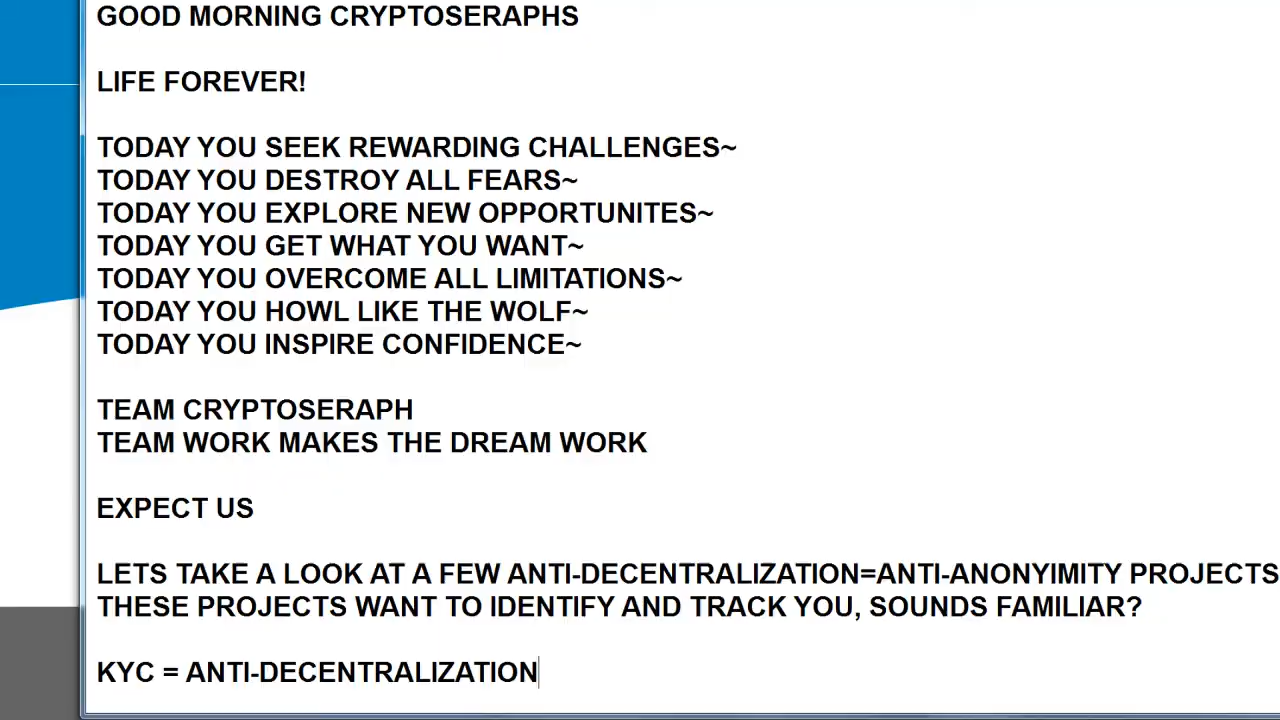 GOOD MORNING CRYPTOSERAPHS
LIFE FOREVER!
TODAY YOU SEEK REWARDING CHALLENGES~
TODAY YOU DESTROY ALL FEARS~
TODAY YOU EXPLORE NEW OPPORTUNITES~
TODAY YOU GET WHAT YOU WANT~
TODAY YOU OVERCOME ALL LIMITATIONS~
TODAY YOU HOWL LIKE THE WOLF~
TODAY YOU INSPIRE CONFIDENCE~
TEAM CRYPTOSERAPH
TEAM WORK MAKES THE DREAM WORK
EXPECT US
LETS TAKE A LOOK AT A FEW ANTI-DECENTRALIZATION=ANTI-ANONYIMITY PROJECTS
THESE PROJECTS WANT TO IDENTIFY AND TRACK YOU, SOUNDS FAMILIAR?
KYC = ANTI-DECENTRALIZATION